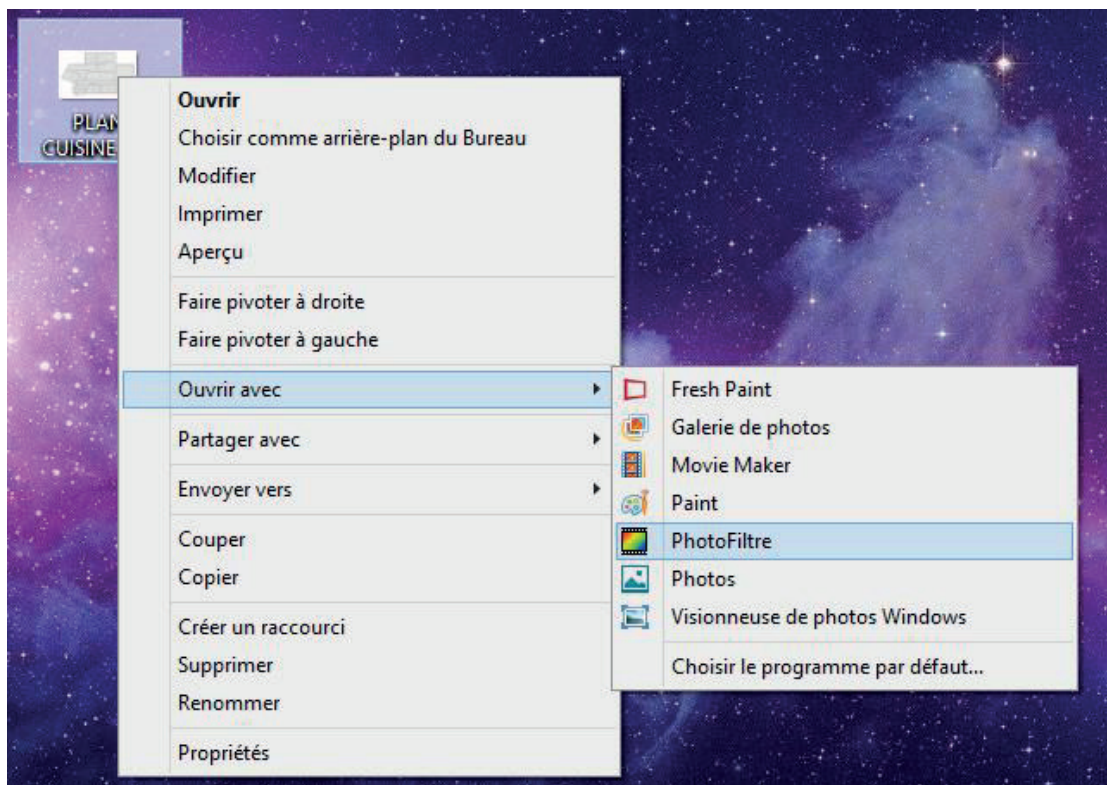 PLAN
CUISINE
Ouvrir
Choisir comme arrière-plan du Bureau
Modifier
Imprimer
Aperçu
Faire pivoter à droite
Faire pivoter à gauche
Ouvrir avec
Partager avec
Envoyer vers
Couper
Copier
Créer un raccourci
Supprimer
Renommer
Propriétés
Fresh Paint
Galerie de photos
Movie Maker
Paint
PhotoFiltre
Photos
Visionneuse de photos Windows
Choisir le programme par défaut...